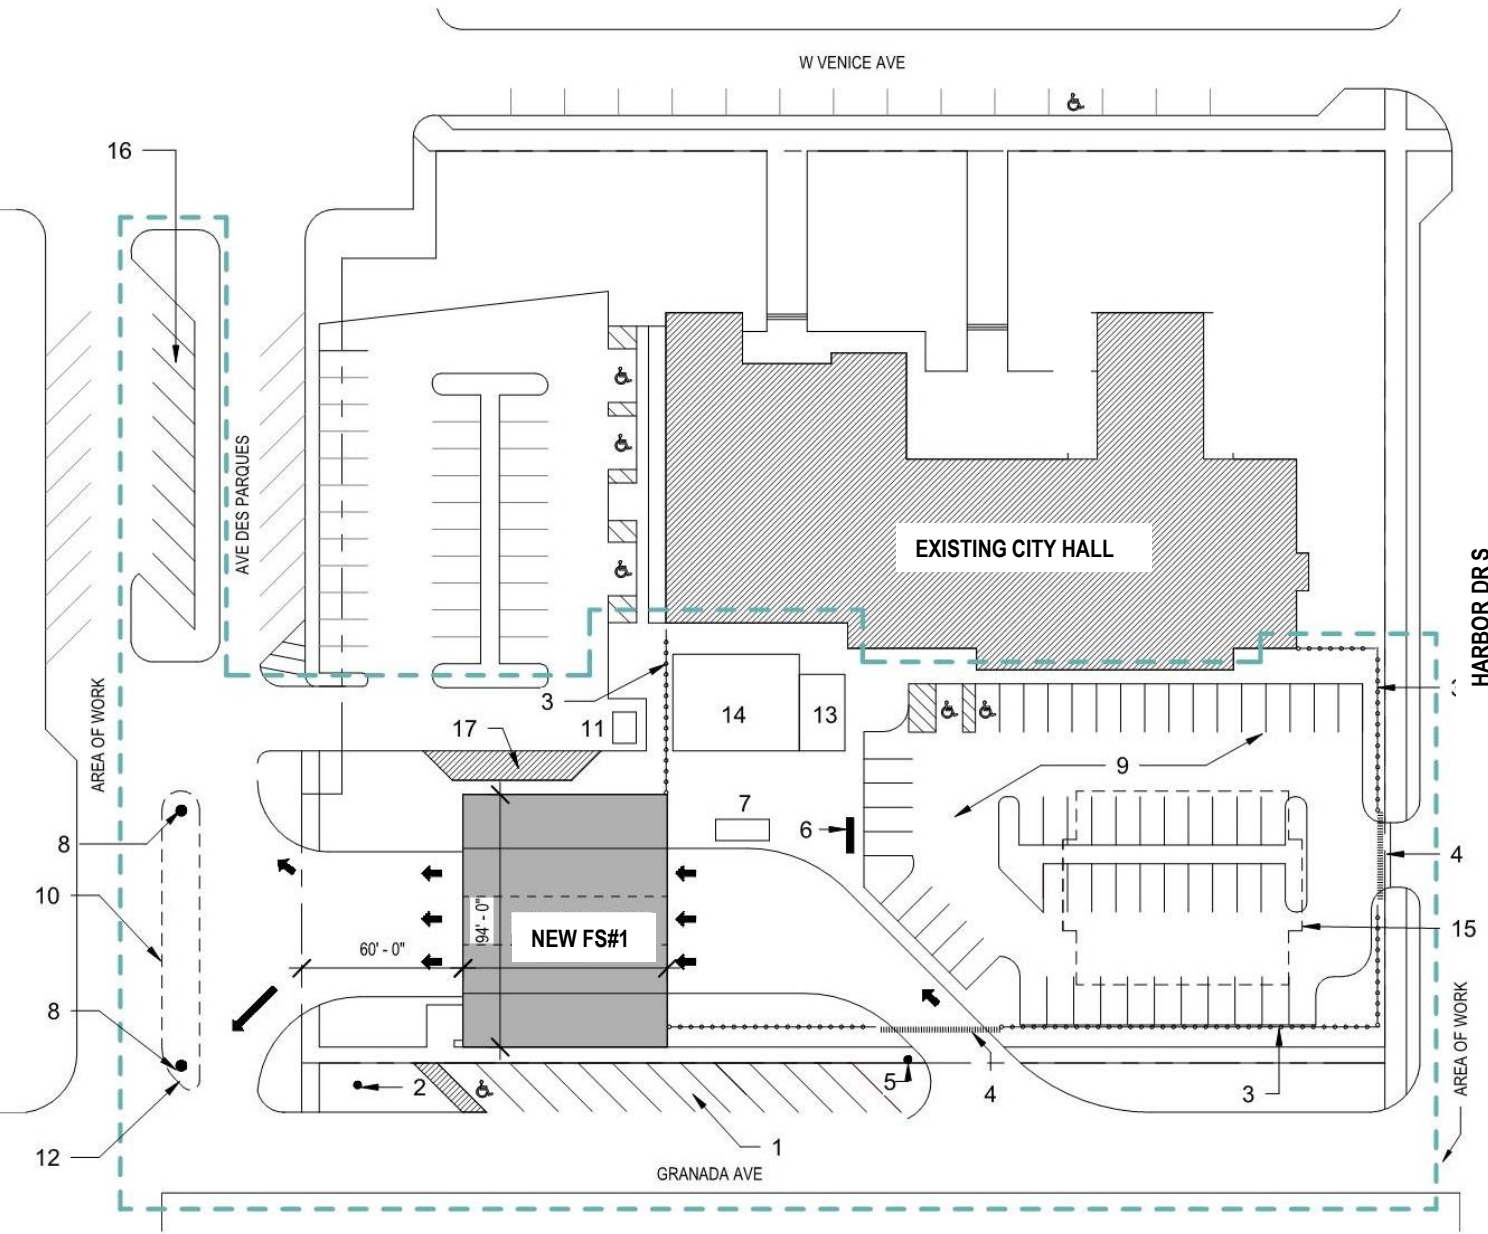 W VENICE AVE
16
AVE DES PARQUES
EXISTING CITY HALL
HARBOR DR S
AREA OF WORK
3
17
11
14
13
9
7
6
8
4
10
94' - 0"
NEW FS#1
60' - 0"
15
8
AREA OF WORK
2
5
4
3
12
1
GRANADA AVE